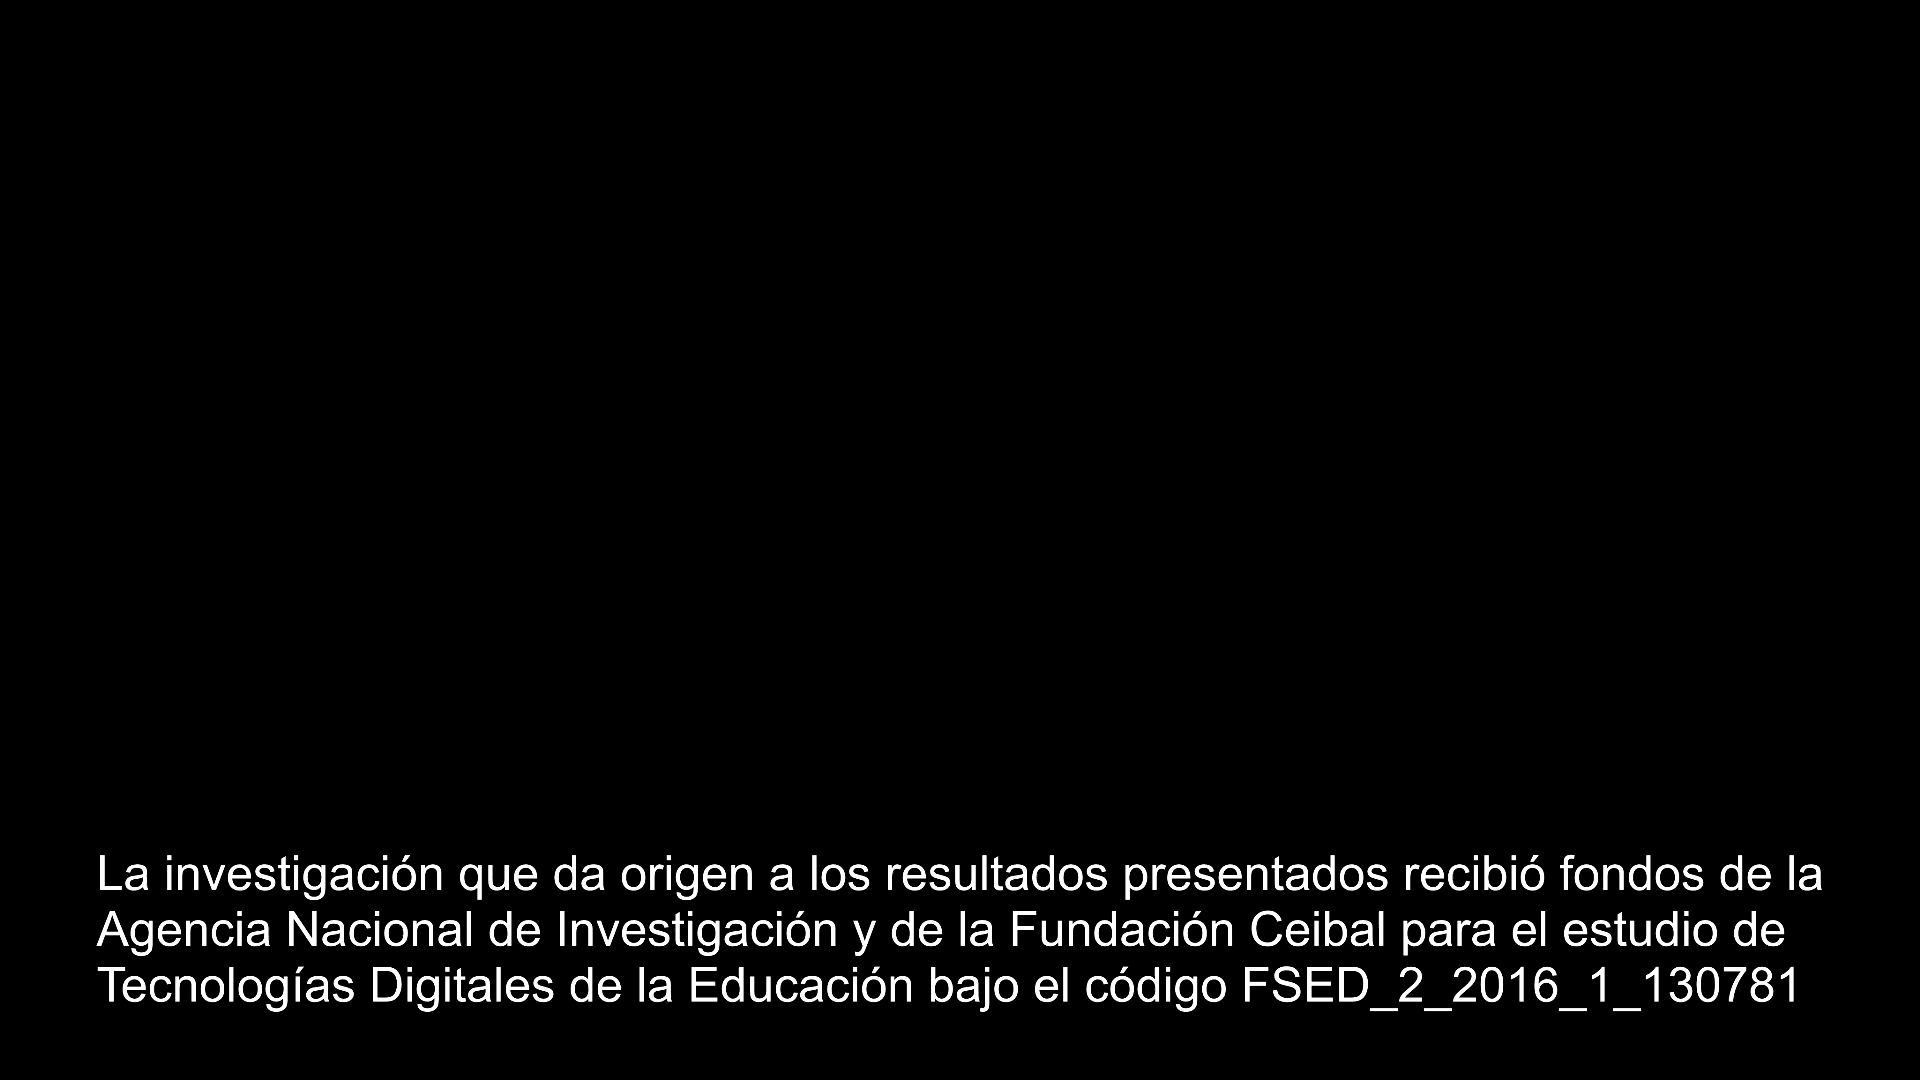 La investigación que da origen a los resultados presentados recibió fondos de la
Agencia Nacional de Investigación y de la Fundación Ceibal para el estudio de
Tecnologías Digitales de la Educación bajo el código FSED_2_2016_1_130781